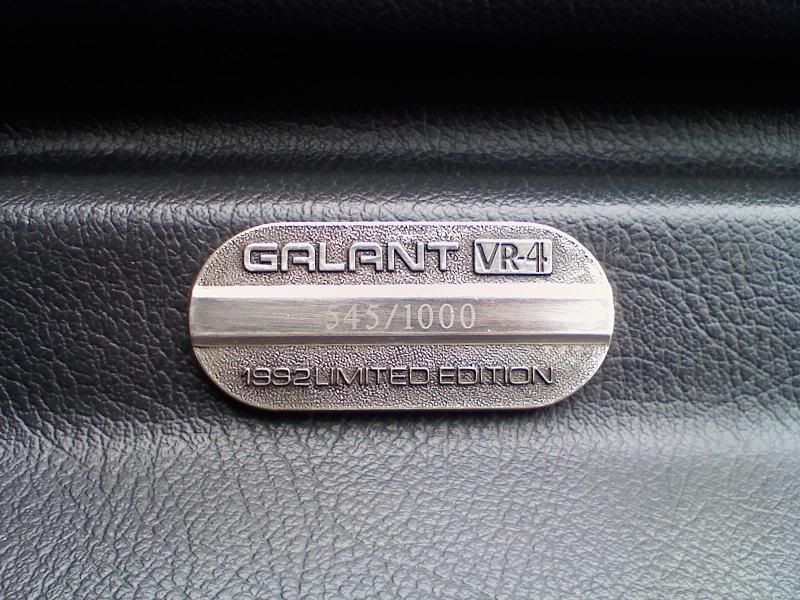 GALANT VR-4
545/1000
1992 LIMITED EDITION